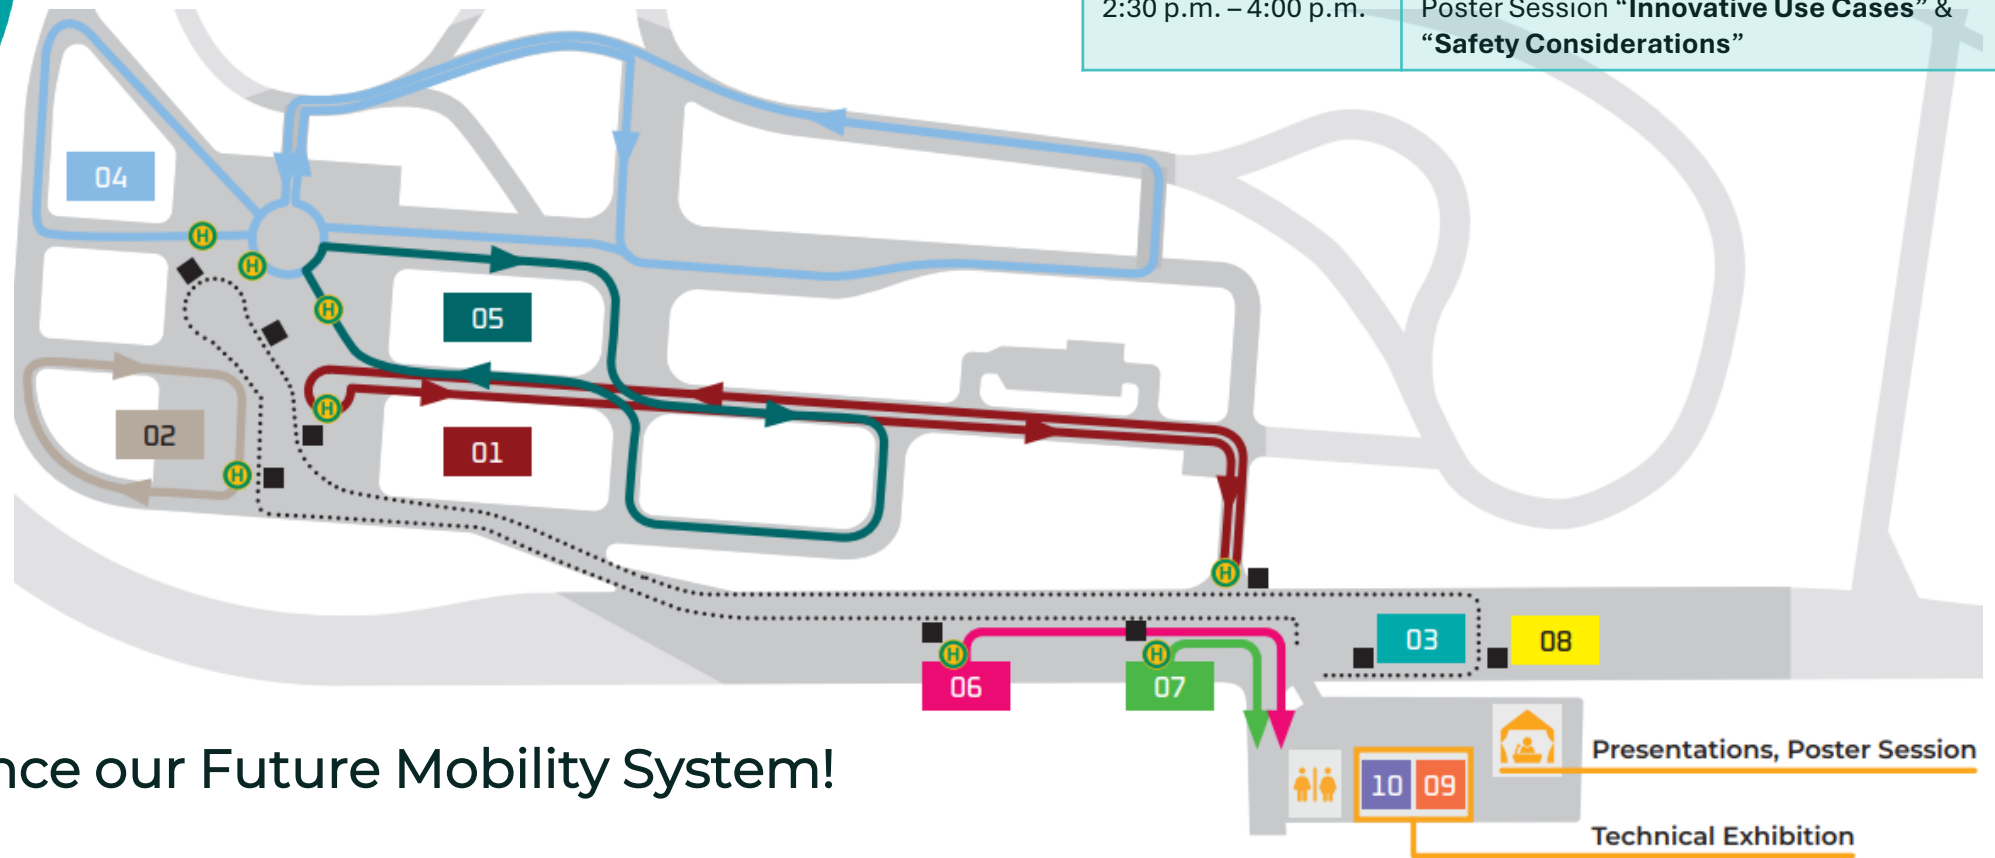 2:30 p.m. – 4:00 p.m.
Poster Session “Innovative Use Cases” &
“Safety Considerations”
04
H
H
H
05
02
H
01
H
H
03
08
H
06
H
07
nce our Future Mobility System!
10 09
Presentations, Poster Session
Technical Exhibition